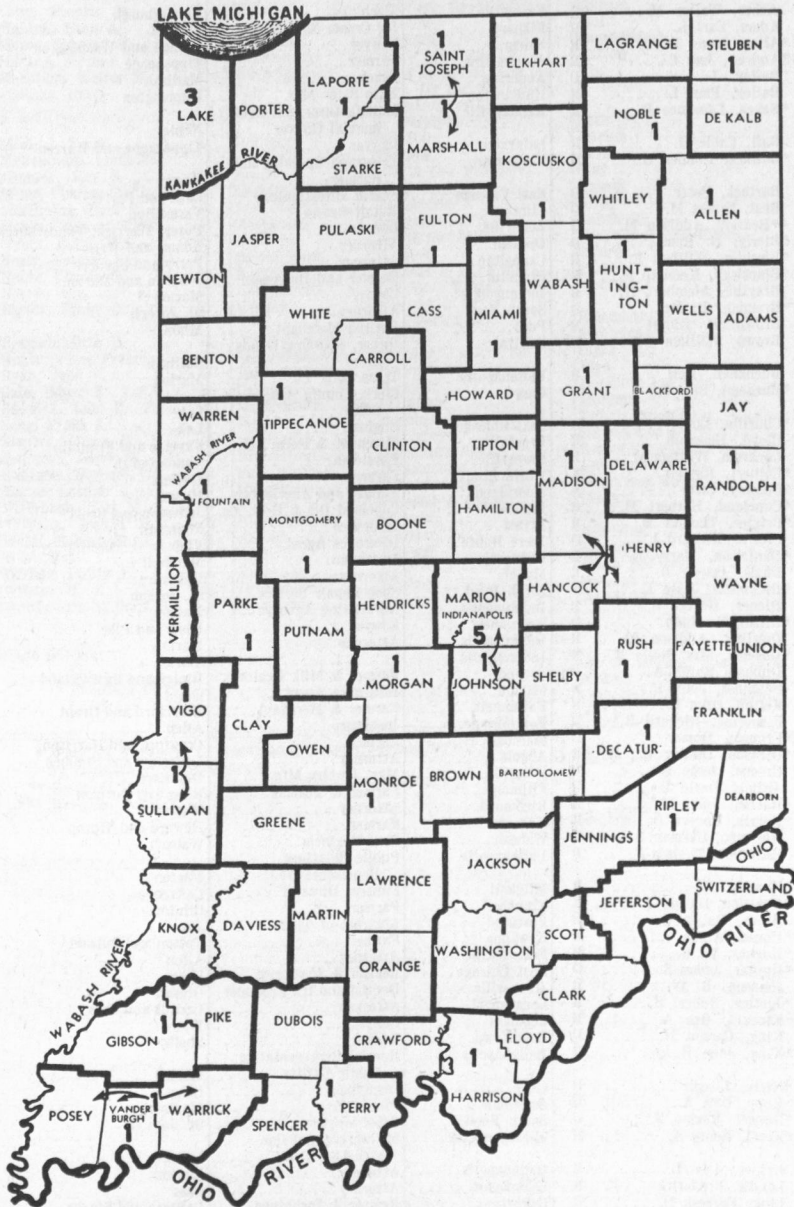 LAKE MICHIGAN
1
SAINT
JOSEPH
1
ELKHART
LAGRANGE
STEUBEN
1
3
LAKE
PORTER
LAPORTE
1
1
NOBLE
1
DE KALB
MARSHALL
KANKAKEE RIVER
STARKE
KOSCIUSKO
1
WHITLEY
1
ALLEN
1
JASPER
PULASKI
FULTON
NEWTON
1
HUNT-
ING-
TON
WABASH
WHITE
CASS
MIAMI
1
WELLS
1
ADAMS
BENTON
CARROLL
1
1
GRANT
BLACKFORD
JAY
HOWARD
WARREN
TIPPECANOE
1
CLINTON
TIPTON
WABASH RIVER
1
1
MADISON
DELAWARE
1
1
RANDOLPH
MONTGOMERY
1
BOONE
1
HAMILTON
HENRY
1
1
WAYNE
VERMILLION
PARKE
1
PUTNAM
HENDRICKS
MARION
INDIANAPOLIS
5
HANCOCK
RUSH
1
FAYETTE
UNION
1
MORGAN
1
JOHNSON
SHELBY
1
VIGO
CLAY
OWEN
FRANKLIN
1
DECATUR
1
SULLIVAN
MONROE
1
BROWN
BARTHOLOMEW
GREENE
JENNINGS
RIPLEY
1
DEARBORN
OHIO
JACKSON
LAWRENCE
SWITZERLAND
JEFFERSON
1
KNOX
1
DAVIESS
MARTIN
1
ORANGE
1
WASHINGTON
SCOTT
OHIO RIVER
WABASH RIVER
CLARK
PIKE
DUBOIS
1
GIBSON
CRAWFORD
FLOYD
1
HARRISON
POSEY
VANDER
BURGH
1
1
WARRICK
SPENCER
1
PERRY
OHIO RIVER